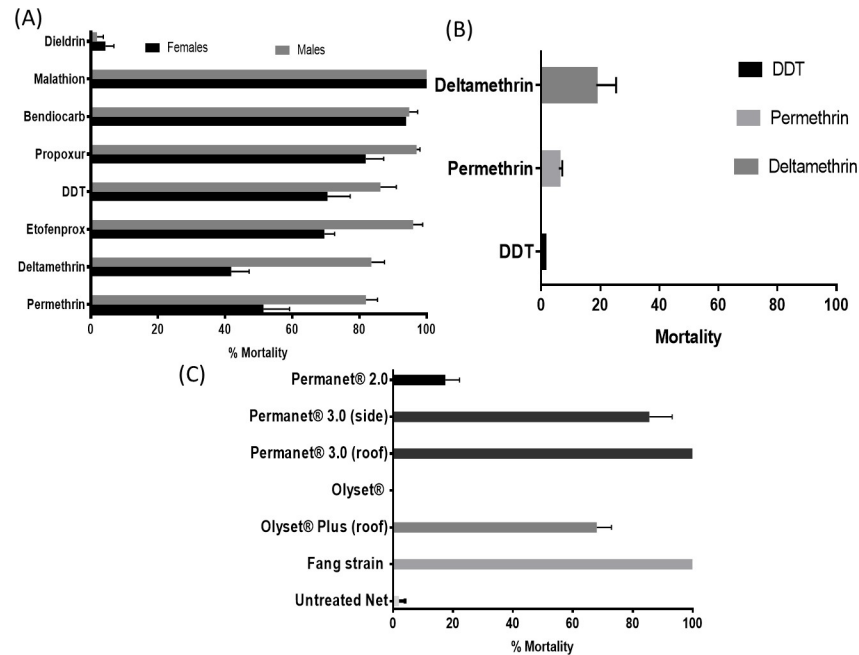 (A)
Females
Males
Dieldrin
Malathion
Bendiocarb
Propoxur
DDT
Etofenprox
Deltamethrin
Permethrin
0 20 40 60 80 100
% Mortality
(B)
DDT
Permethrin
Deltamethrin
Deltamethrin
Permethrin
DDT
0 20 40 60 80 100
Mortality
(C)
Permanet® 2.0
Permanet® 3.0 (side)
Permanet® 3.0 (roof)
Olyset®
Olyset® Plus (roof)
Fang strain
Untreated Net
0 20 40 60 80 100
% Mortality